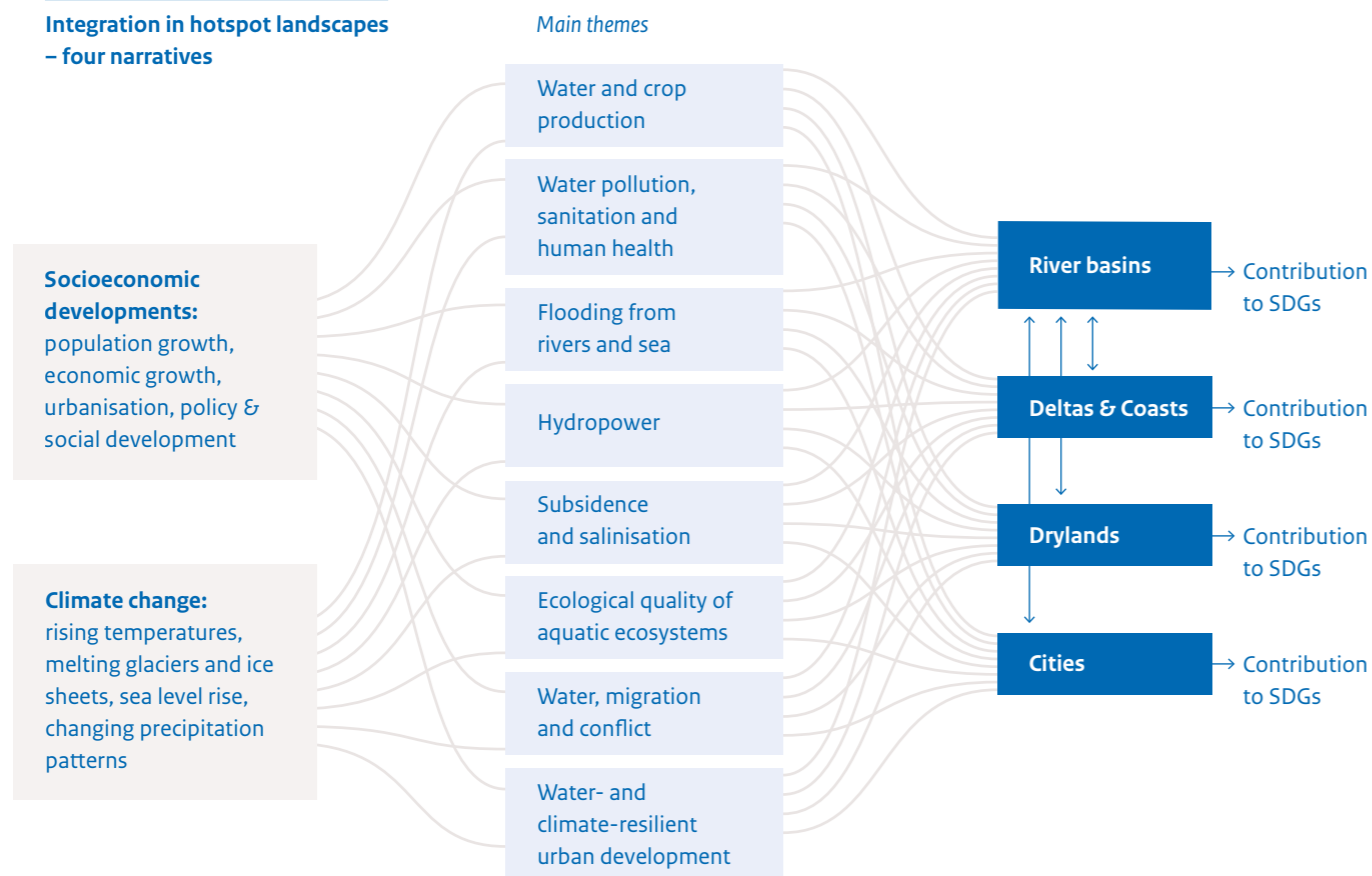 Integration in hotspot landscapes
– four narratives
Main themes
Socioeconomic
developments:
population growth,
economic growth,
urbanisation, policy &
social development
Climate change:
rising temperatures,
melting glaciers and ice
sheets, sea level rise,
changing precipitation
patterns
Water and crop
production
Water pollution,
sanitation and
human health
Flooding from
rivers and sea
Hydropower
Subsidence
and salinisation
Ecological quality of
aquatic ecosystems
Water, migration
and conflict
Water- and
climate-resilient
urban development
River basins
Contribution
to SDGs
Deltas & Coasts
Contribution
to SDGs
Drylands
Contribution
to SDGs
Cities
Contribution
to SDGs